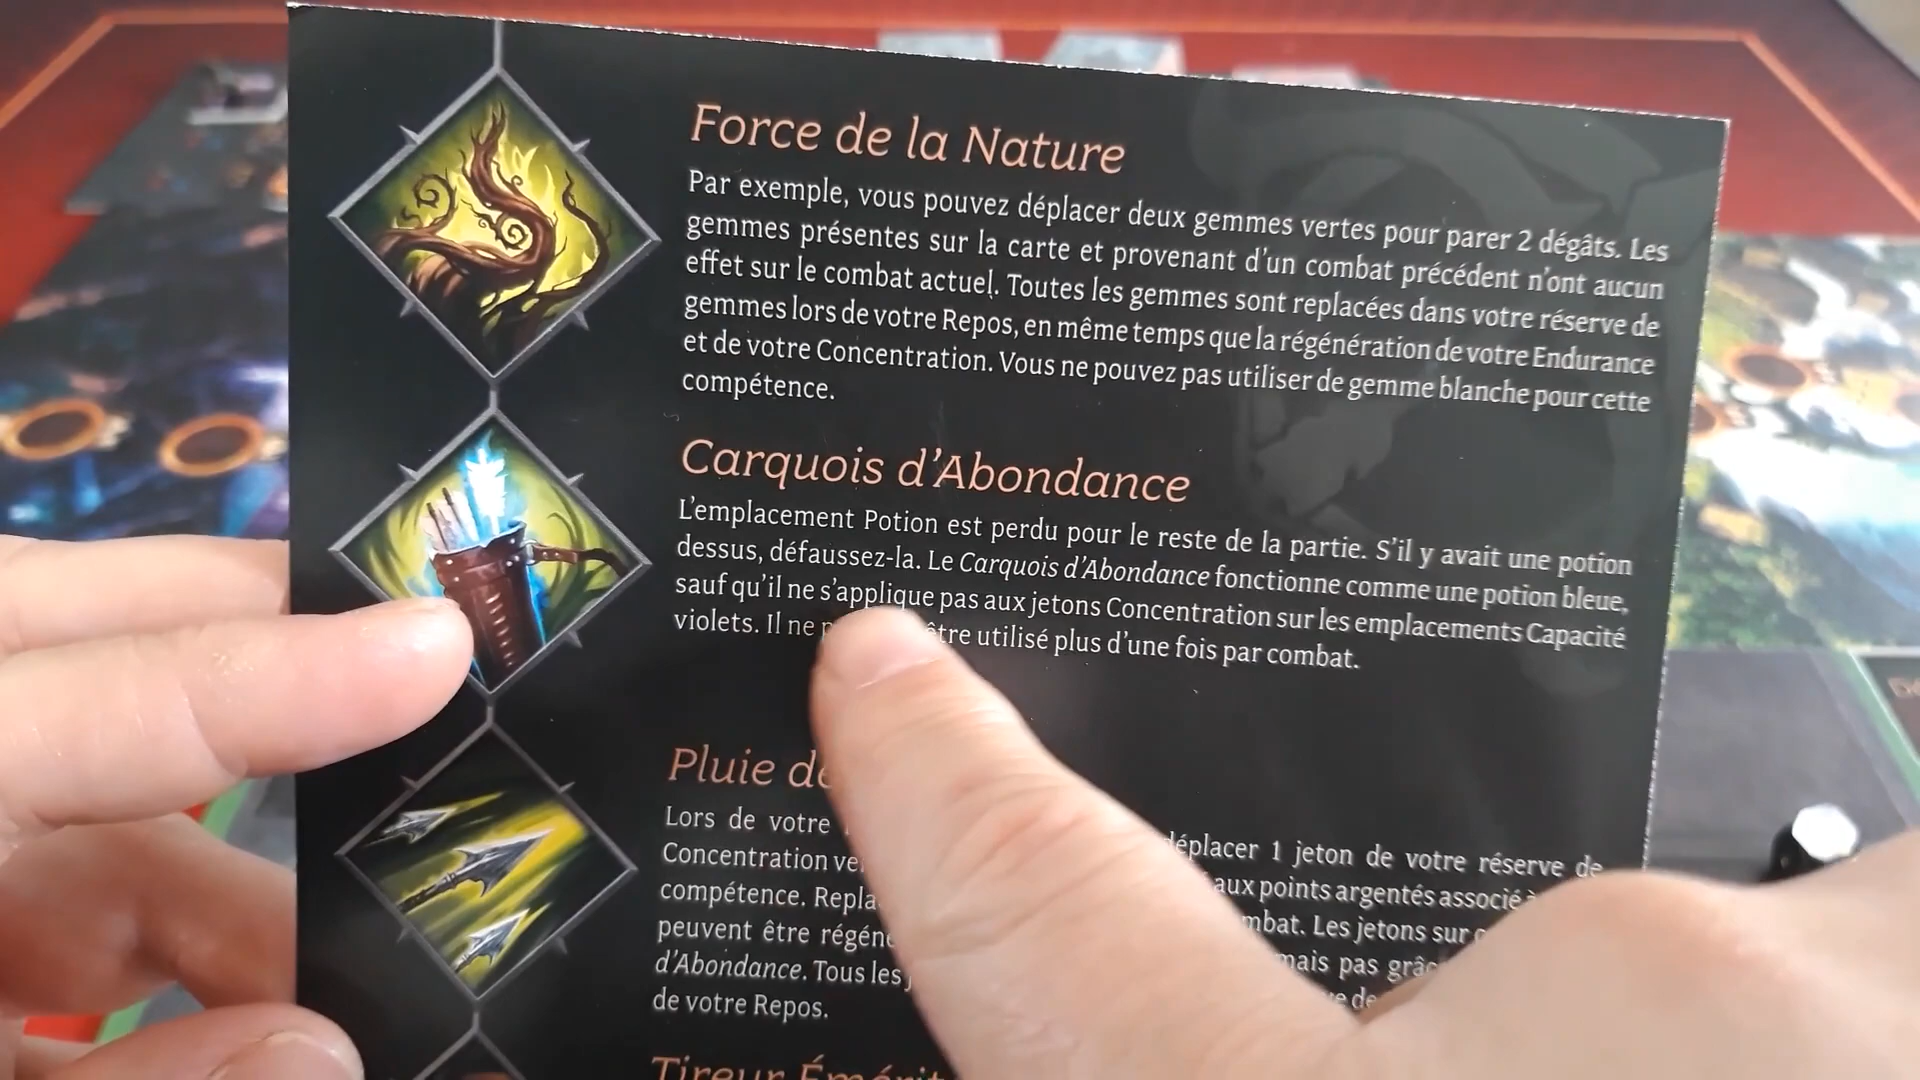 Force de la Nature
Par exemple, vous pouvez déplacer deux gemmes vertes pour parer 2 dégâts. Les
gemmes présentes sur la carte et provenant d'un combat précédent n'ont aucun
effet sur le combat actuel. Toutes les gemmes sont replacées dans votre réserve de
gemmes lors de votre Repos, en même temps que la régénération de votre Endurance
et de votre Concentration. Vous ne pouvez pas utiliser de gemme blanche pour cette
compétence.
Carquois d'Abondance
L'emplacement Potion est perdu pour le reste de la partie. S'il y avait une potion
dessus, défaussez-la. Le Carquois d'Abondance fonctionne comme une potion bleue,
sauf qu'il ne s'applique pas aux jetons Concentration sur les emplacements Capacité
violets. Il ne être utilisé plus d'une fois par combat.
Pluie de
Lors de votre déplacer 1 jeton de votre réserve de
Concentration aux points argentés associé à
compétence. Les jetons sur
peuvent être mais pas
d'Abondance. Tous les
de votre Repos.
Tireur Émérite